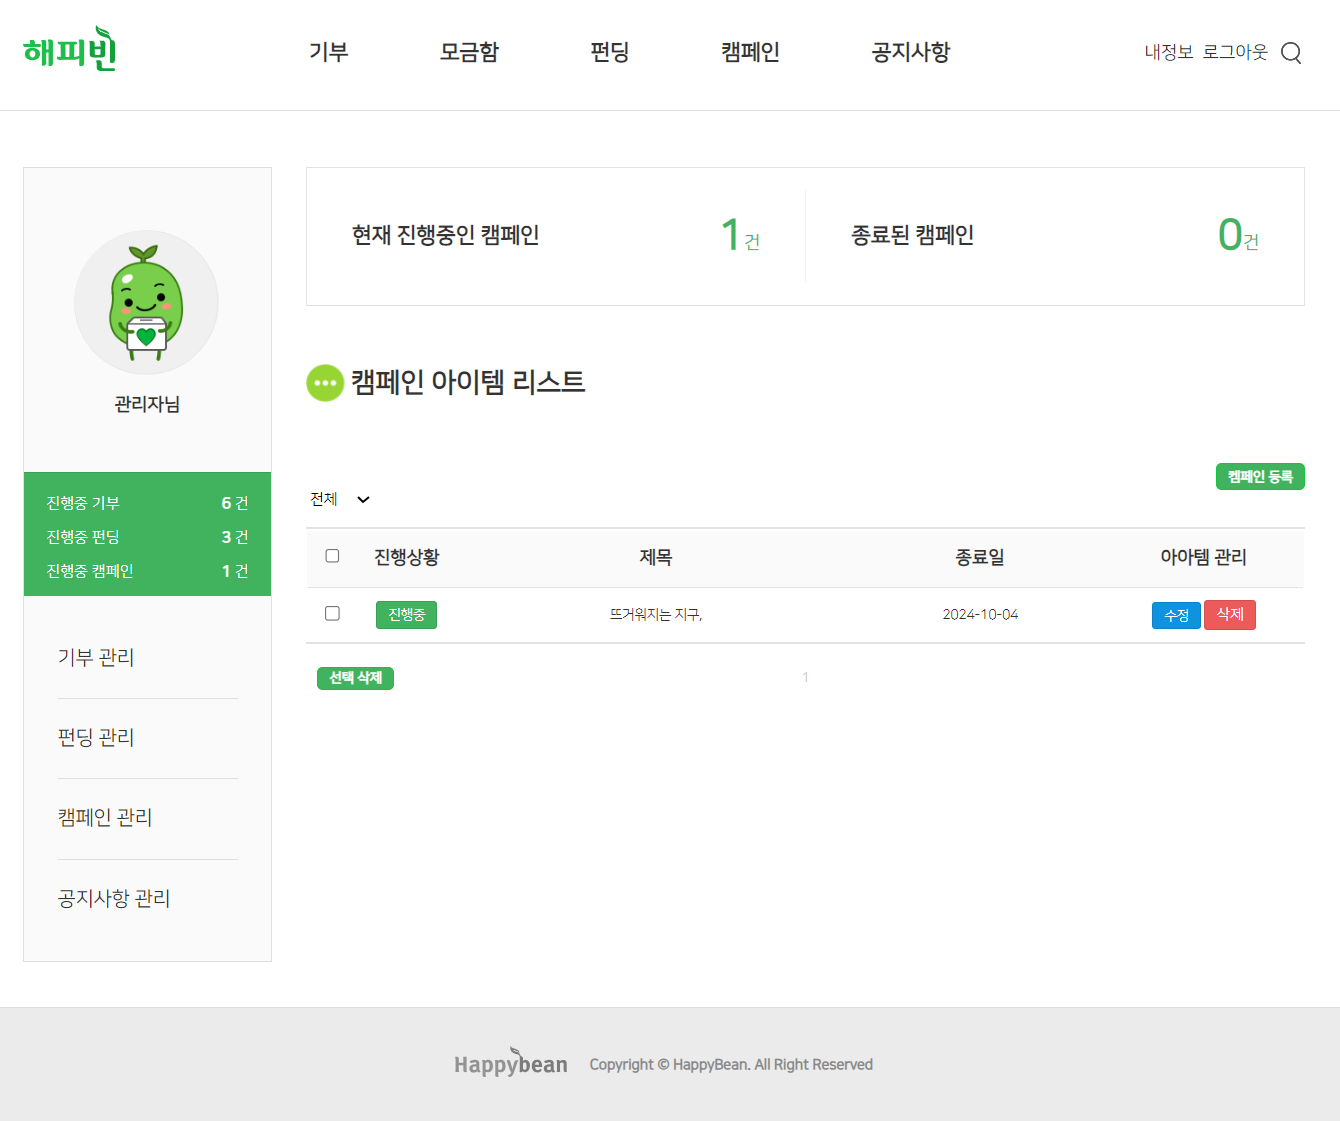 해피빈
기부 모금함 펀딩 캠페인 공지사항
내정보 로그아웃
관리자님
진행중 기부 6 건
진행중 펀딩 3 건
진행중 캠페인 1 건
기부 관리
펀딩 관리
캠페인 관리
공지사항 관리
현재 진행중인 캠페인 1건
종료된 캠페인 0건
캠페인 아이템 리스트
켐페인 등록
전체
진행상황 제목 종료일 아아템 관리
진행중 뜨거워지는 지구, 2024-10-04 수정 삭제
선택 삭제
1
Happybean Copyright © HappyBean. All Right Reserved